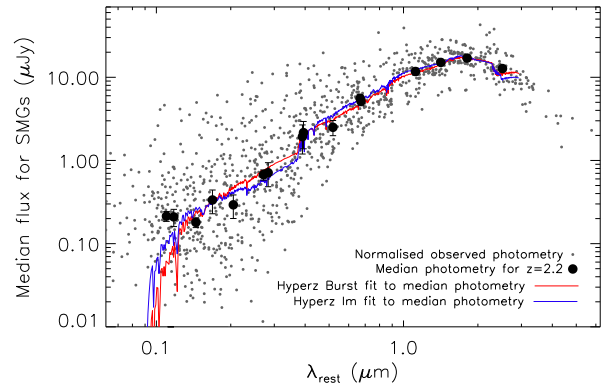 Median flux for SMGs (μJy)
10.00
1.00
0.10
0.01
Normalised observed photometry
Median photometry for z=2.2
Hyperz Burst fit to median photometry
Hyperz Im fit to median photometry
0.1
1.0
λrest (μm)